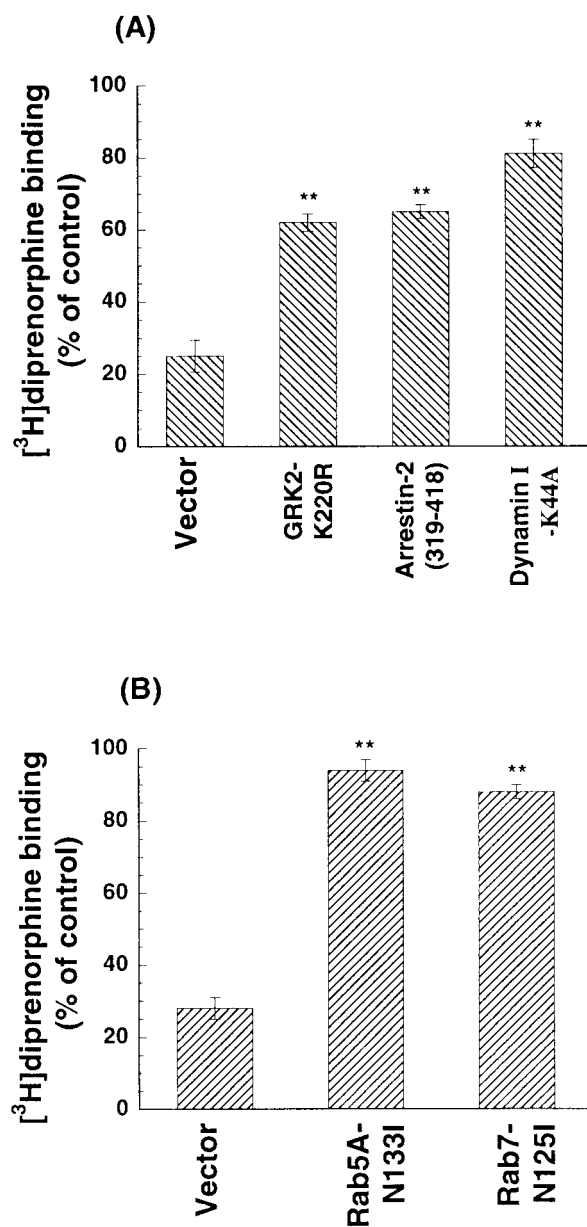 (A)
[³H]diprenorphine binding
(% of control)
100
80
60
40
20
0
**
**
**
Vector
GRK2-
K220R
Arrestin-2
(319-418)
Dynamin I
-K44A
(B)
[³H]diprenorphine binding
(% of control)
100
80
60
40
20
0
**
**
Vector
Rab5A-
N133I
Rab7-
N125I